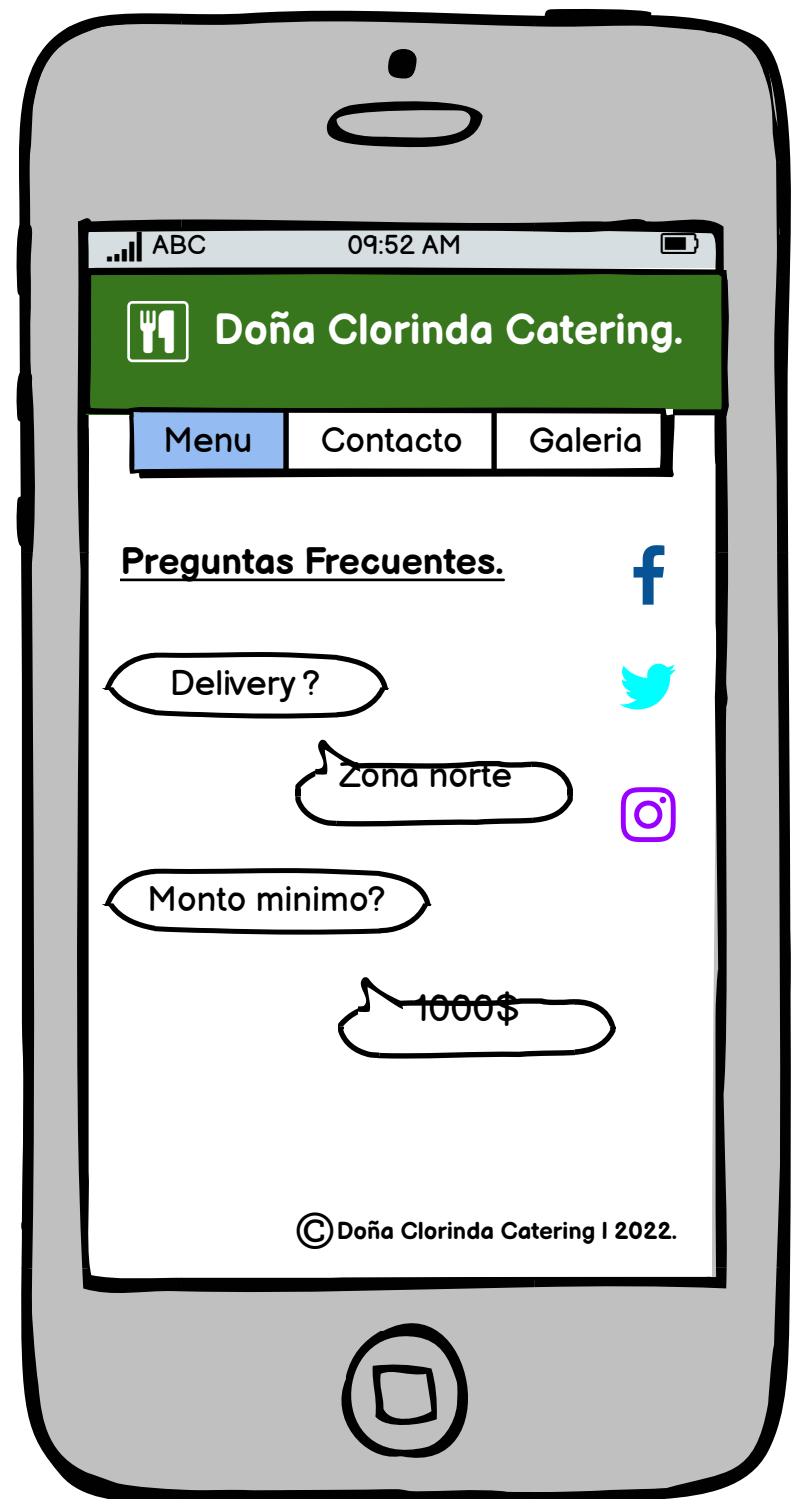 ABC 09:52 AM
Doña Clorinda Catering.
Menu Contacto Galeria
Preguntas Frecuentes.
Delivery ?
Zona norte
Monto minimo?
1000$
© Doña Clorinda Catering | 2022.